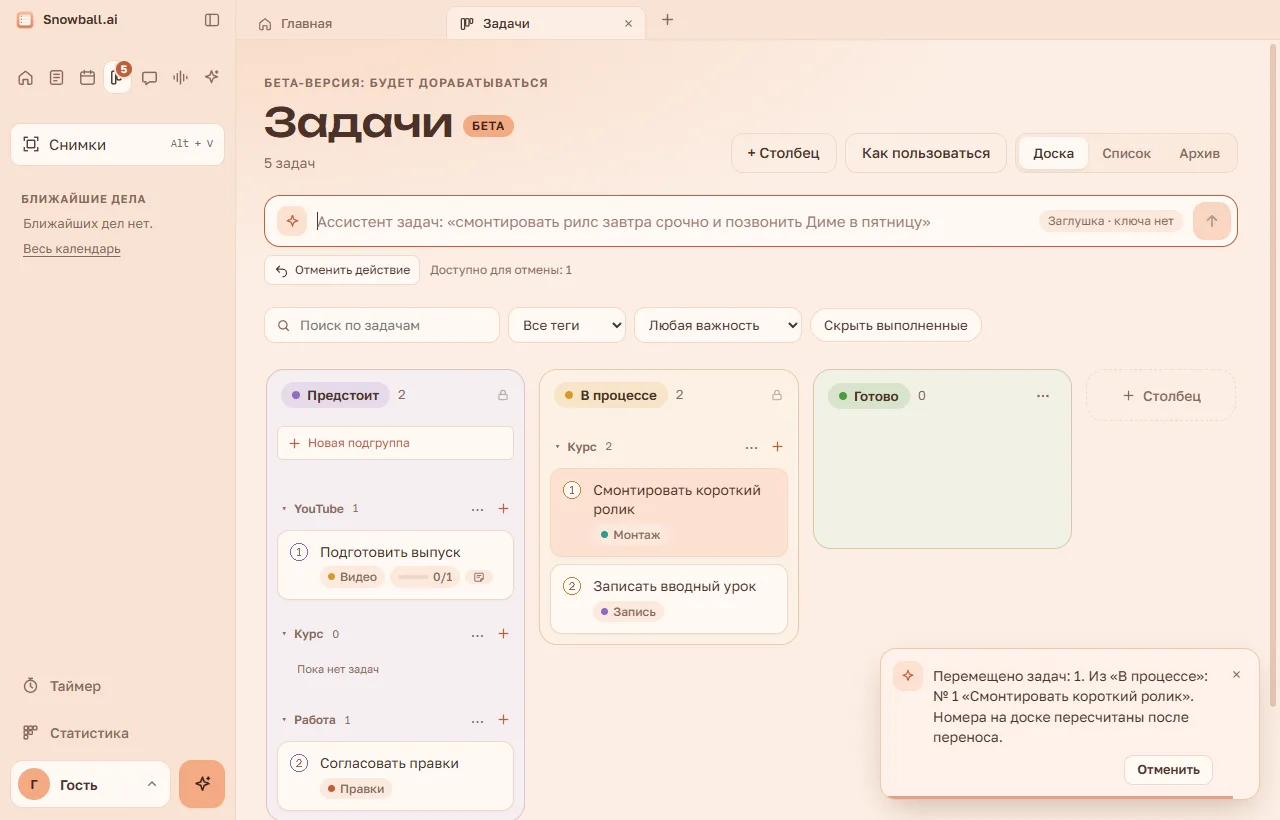 Snowball.ai
Главная
Задачи
5
Снимки
Alt + V
БЛИЖАЙШИЕ ДЕЛА
Ближайших дел нет.
Весь календарь
Таймер
Статистика
Г
Гость
БЕТА-ВЕРСИЯ: БУДЕТ ДОРАБАТЫВАТЬСЯ
Задачи
БЕТА
5 задач
+ Столбец
Как пользоваться
Доска
Список
Архив
Ассистент задач: «смонтировать рилс завтра срочно и позвонить Диме в пятницу»
Заглушка · ключа нет
Отменить действие
Доступно для отмены: 1
Поиск по задачам
Все теги
Любая важность
Скрыть выполненные
Предстоит
2
+ Новая подгруппа
YouTube 1
1
Подготовить выпуск
Видео
0/1
Курс 0
Пока нет задач
Работа 1
2
Согласовать правки
Правки
В процессе
2
Курс 2
1
Смонтировать короткий
ролик
Монтаж
2
Записать вводный урок
Запись
Готово
0
+ Столбец
Перемещено задач: 1. Из «В процессе»:
№ 1 «Смонтировать короткий ролик».
Номера на доске пересчитаны после
переноса.
Отменить